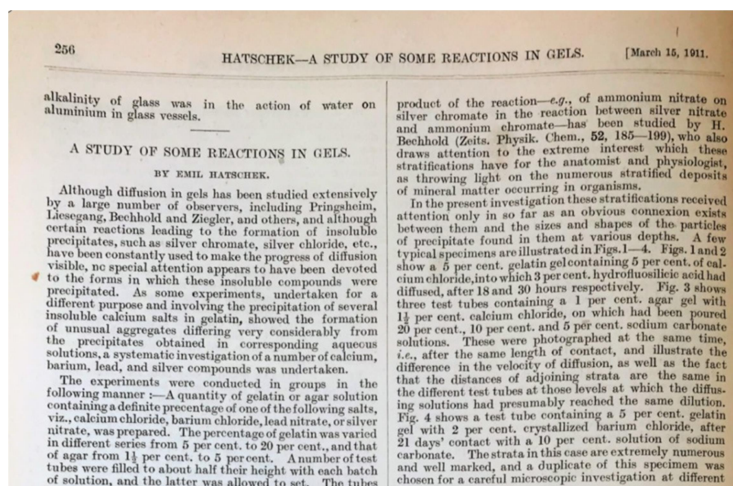 256
HATSCHEK—A STUDY OF SOME REACTIONS IN GELS.
[March 15, 1911.
alkalinity of glass was in the action of water on
aluminium in glass vessels.
A STUDY OF SOME REACTIONS IN GELS.
BY EMIL HATSCHEK.
Although diffusion in gels has been studied extensively
by a large number of observers, including Pringsheim,
Liesegang, Bechhold and Ziegler, and others, and although
certain reactions leading to the formation of insoluble
precipitates, such as silver chromate, silver chloride, etc.,
have been constantly used to make the progress of diffusion
visible, no special attention appears to have been devoted
to the forms in which these insoluble compounds were
precipitated. As some experiments, undertaken for a
different purpose and involving the precipitation of several
insoluble calcium salts in gelatin, showed the formation
of unusual aggregates differing very considerably from
the precipitates obtained in corresponding aqueous
solutions, a systematic investigation of a number of calcium,
barium, lead, and silver compounds was undertaken.
The experiments were conducted in groups in the
following manner :—A quantity of gelatin or agar solution
containing a definite precentage of one of the following salts,
viz., calcium chloride, barium chloride, lead nitrate, or silver
nitrate, was prepared. The percentage of gelatin was varied
in different series from 5 per cent. to 20 per cent., and that
of agar from 1½ per cent. to 5 per cent. A number of test
tubes were filled to about half their height with each batch
of solution, and the latter was allowed to set. The tubes
product of the reaction—e.g., of ammonium nitrate on
silver chromate in the reaction between silver nitrate
and ammonium chromate—has been studied by H.
Bechhold (Zeits. Physik. Chem., 52, 185—199), who also
draws attention to the extreme interest which these
stratifications have for the anatomist and physiologist,
as throwing light on the numerous stratified deposits
of mineral matter occurring in organisms.
In the present investigation these stratifications received
attention only in so far as an obvious connexion exists
between them and the sizes and shapes of the particles
of precipitate found in them at various depths. A few
typical specimens are illustrated in Figs. 1—4. Figs. 1 and 2
show a 5 per cent. gelatin gel containing 5 per cent. of cal-
cium chloride, into which 3 per cent. hydrofluosilicic acid had
diffused, after 18 and 30 hours respectively. Fig. 3 shows
three test tubes containing a 1 per cent. agar gel with
1½ per cent. calcium chloride, on which had been poured
20 per cent., 10 per cent. and 5 per cent. sodium carbonate
solutions. These were photographed at the same time,
i.e., after the same length of contact, and illustrate the
difference in the velocity of diffusion, as well as the fact
that the distances of adjoining strata are the same in
the different test tubes at those levels at which the diffus-
ing solutions had presumably reached the same dilution.
Fig. 4 shows a test tube containing a 5 per cent. gelatin
gel with 2 per cent. crystallized barium chloride, after
21 days' contact with a 10 per cent. solution of sodium
carbonate. The strata in this case are extremely numerous
and well marked, and a duplicate of this specimen was
chosen for a careful microscopic investigation at different